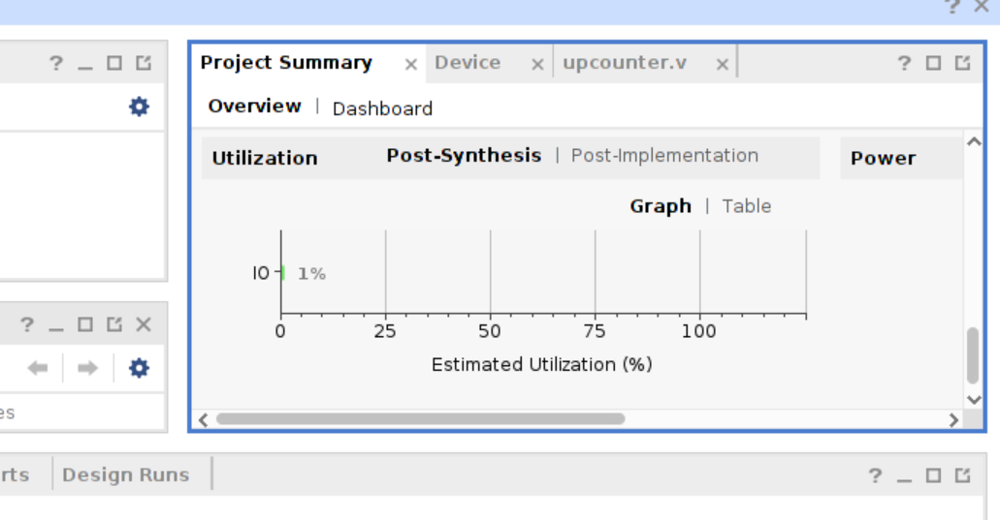 Project Summary × Device × upcounter.v ×
Overview | Dashboard
Utilization Post-Synthesis | Post-Implementation Power
Graph | Table
IO 1%
0 25 50 75 100
Estimated Utilization (%)
es
rts Design Runs